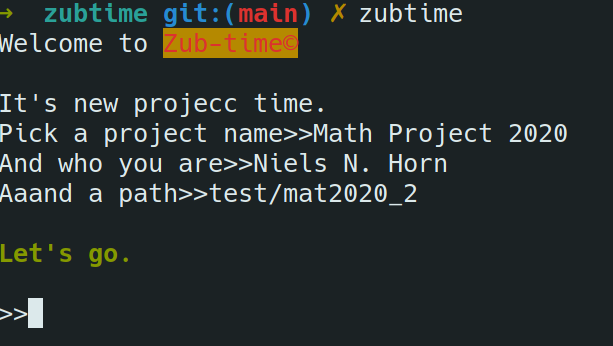 → zubtime git:(main) ✗ zubtime
Welcome to Zub-time©
It's new projecc time.
Pick a project name>>Math Project 2020
And who you are>>Niels N. Horn
Aaand a path>>test/mat2020_2
Let's go.
>>